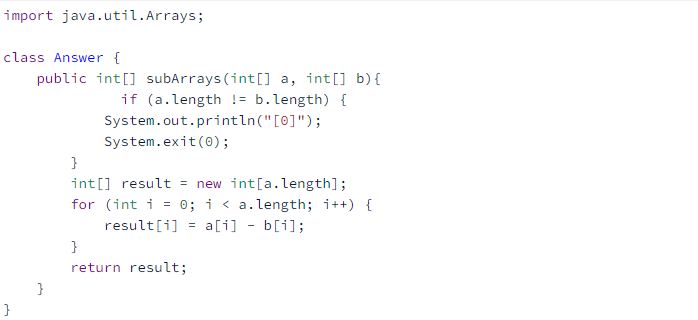 import java.util.Arrays;

class Answer {
    public int[] subArrays(int[] a, int[] b){
              if (a.length != b.length) {
            System.out.println("[0]");
            System.exit(0);
        }
        int[] result = new int[a.length];
        for (int i = 0; i < a.length; i++) {
            result[i] = a[i] - b[i];
        }
        return result;
    }
}